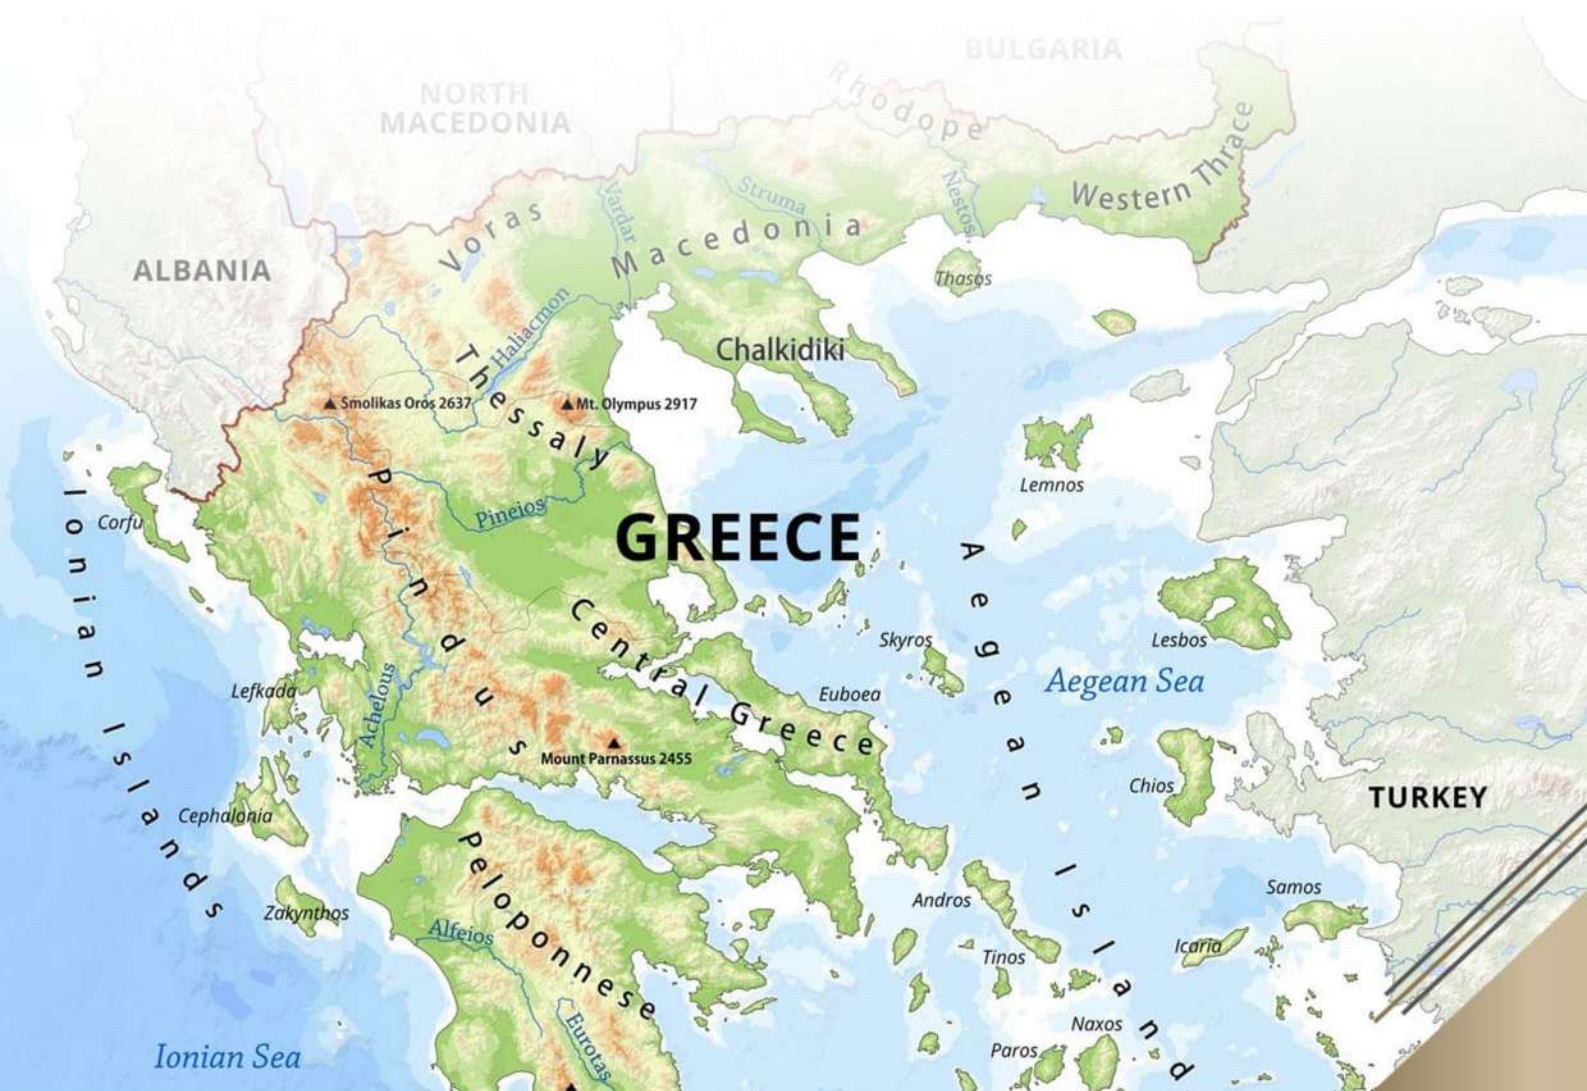 BULGARIA
Rhodope
NORTH
MACEDONIA
Western Thrace
Voras
Vardar
Struma
Nestos
Macedonia
ALBANIA
Thasos
Haliacmon
Chalkidiki
Thessaly
Smolikas Oros 2637
Mt. Olympus 2917
Pindus
Lemnos
Corfu
Ionian Islands
Pineios
GREECE
Aegean Island
Central Greece
Skyros
Lesbos
Aegean Sea
Lefkada
Achelous
Euboea
Mount Parnassus 2455
Chios
TURKEY
Cephalonia
Peloponnese
Samos
Andros
Zakynthos
Alfeios
Icaria
Tinos
Naxos
Eurotas
Paros
Ionian Sea